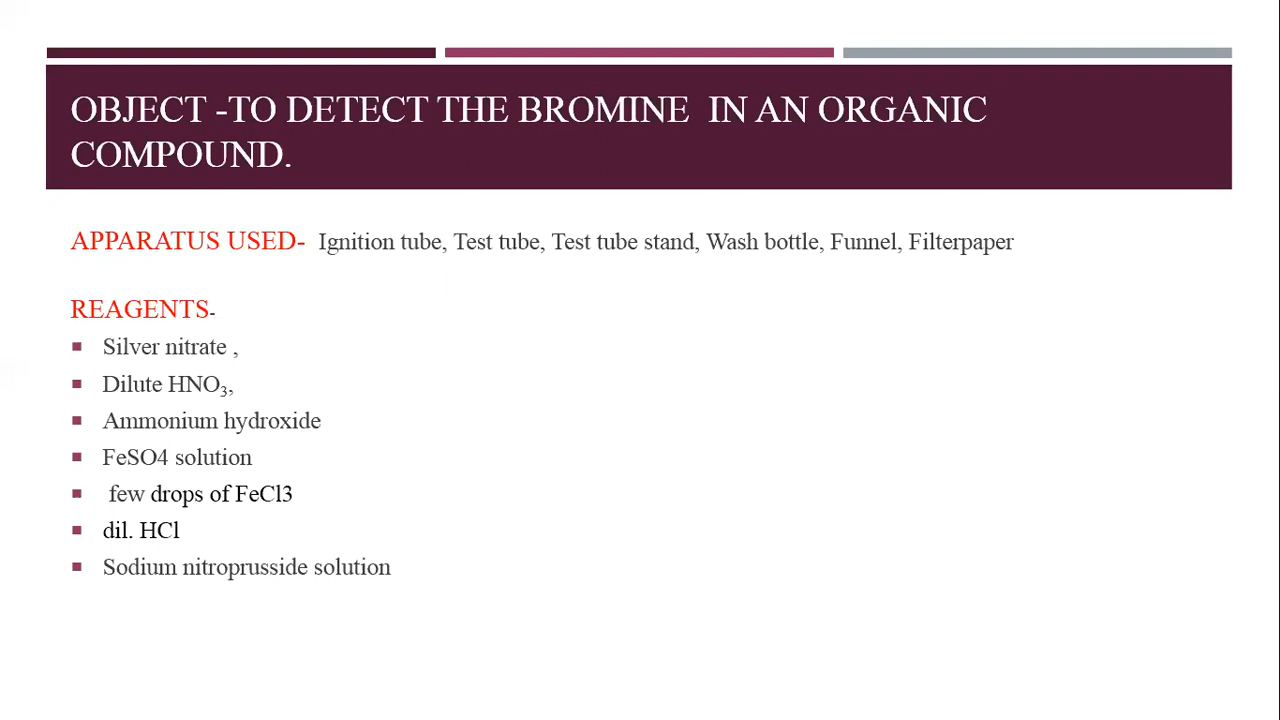 OBJECT -TO DETECT THE BROMINE  IN AN ORGANIC
COMPOUND.
APPARATUS USED-  Ignition tube, Test tube, Test tube stand, Wash bottle, Funnel, Filterpaper
REAGENTS-
Silver nitrate ,
Dilute HNO₃,
Ammonium hydroxide
FeSO4 solution
few drops of FeCl3
dil. HCl
Sodium nitroprusside solution